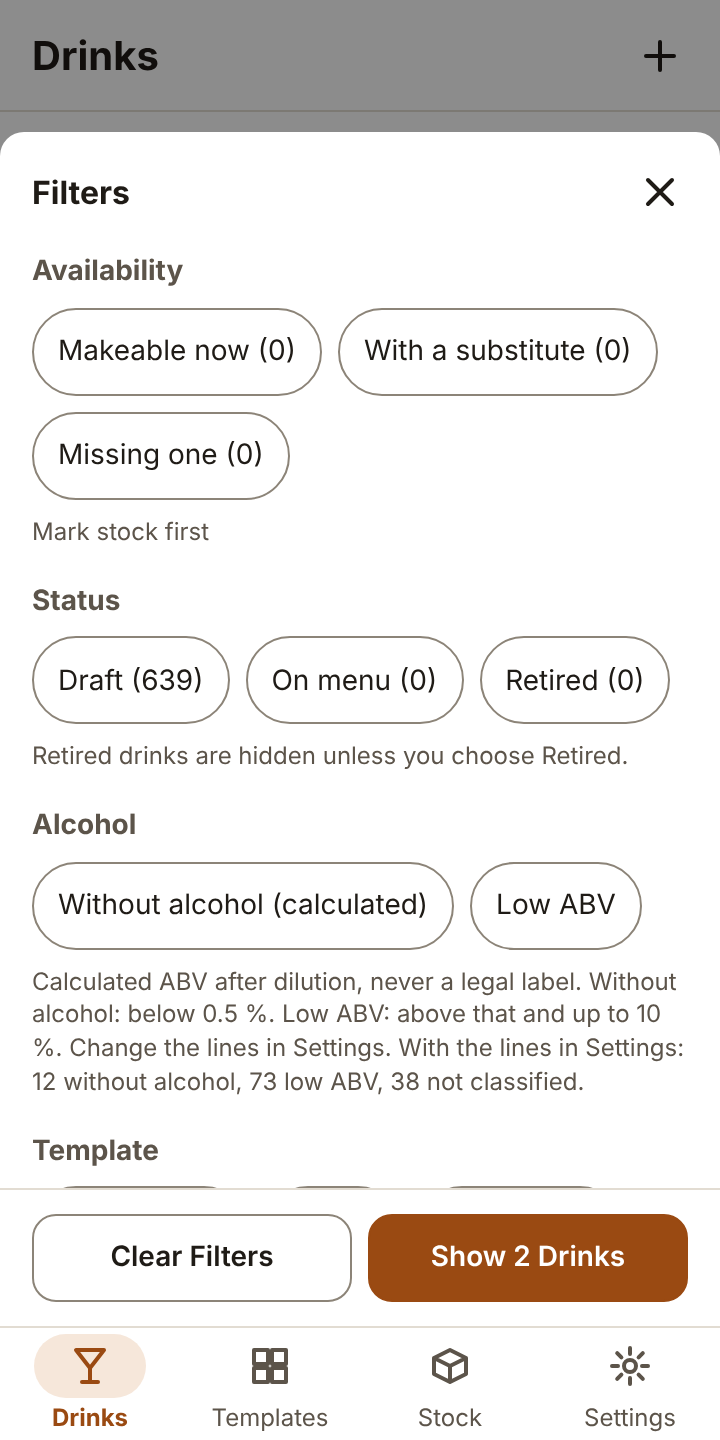 Drinks
Filters
Availability
Makeable now (0)
With a substitute (0)
Missing one (0)
Mark stock first
Status
Draft (639)
On menu (0)
Retired (0)
Retired drinks are hidden unless you choose Retired.
Alcohol
Without alcohol (calculated)
Low ABV
Calculated ABV after dilution, never a legal label. Without
alcohol: below 0.5 %. Low ABV: above that and up to 10
%. Change the lines in Settings. With the lines in Settings:
12 without alcohol, 73 low ABV, 38 not classified.
Template
Clear Filters
Show 2 Drinks
Drinks
Templates
Stock
Settings